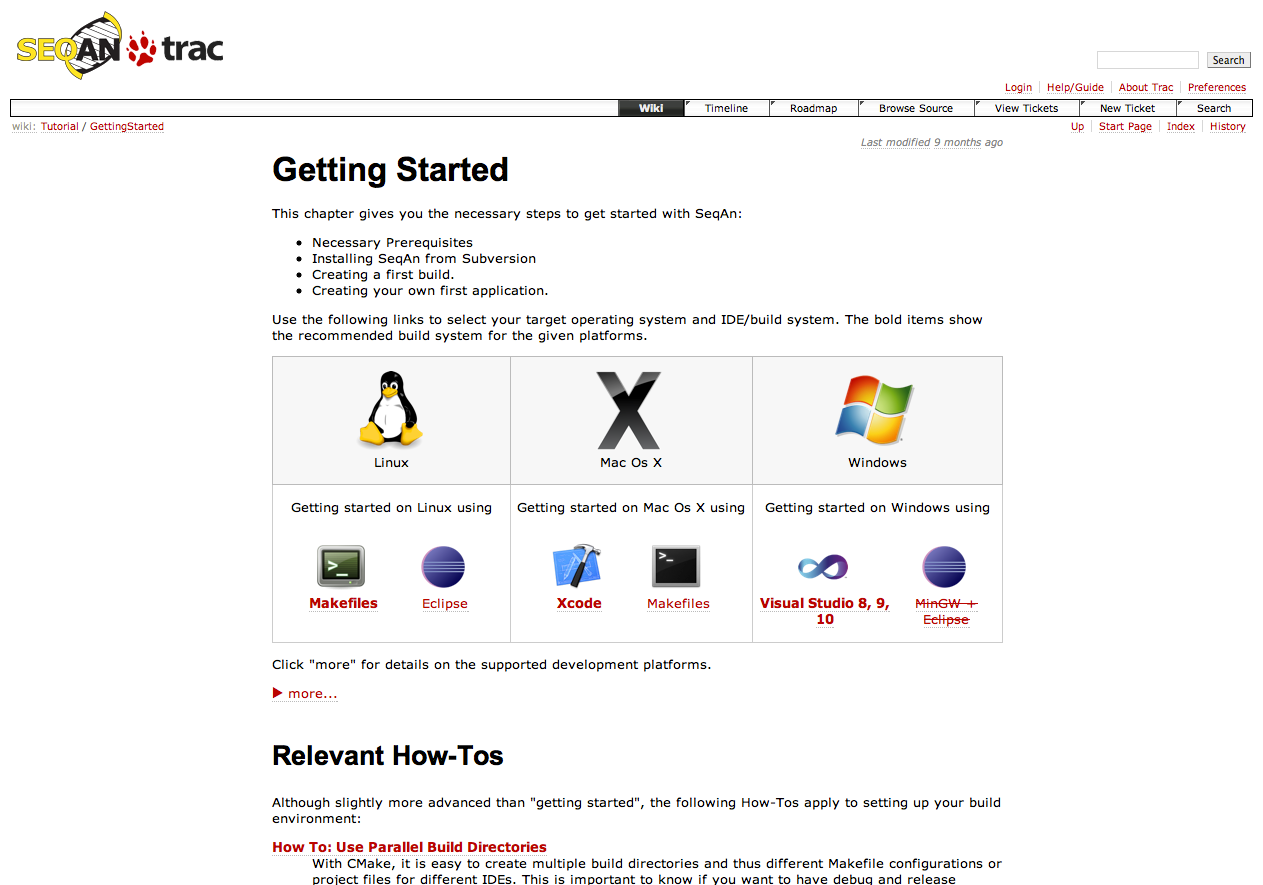 SEQAN trac
Search
Login Help/Guide About Trac Preferences
Wiki Timeline Roadmap Browse Source View Tickets New Ticket Search
wiki: Tutorial / GettingStarted
Up Start Page Index History
Last modified 9 months ago
Getting Started
This chapter gives you the necessary steps to get started with SeqAn:
• Necessary Prerequisites
• Installing SeqAn from Subversion
• Creating a first build.
• Creating your own first application.
Use the following links to select your target operating system and IDE/build system. The bold items show
the recommended build system for the given platforms.
Linux
Mac Os X
Windows
Getting started on Linux using
>_
Makefiles
Eclipse
Getting started on Mac Os X using
Xcode
>_
Makefiles
Getting started on Windows using
Visual Studio 8, 9,
10
MinGW +
Eclipse
Click "more" for details on the supported development platforms.
more...
Relevant How-Tos
Although slightly more advanced than "getting started", the following How-Tos apply to setting up your build
environment:
How To: Use Parallel Build Directories
With CMake, it is easy to create multiple build directories and thus different Makefile configurations or
project files for different IDEs. This is important to know if you want to have debug and release